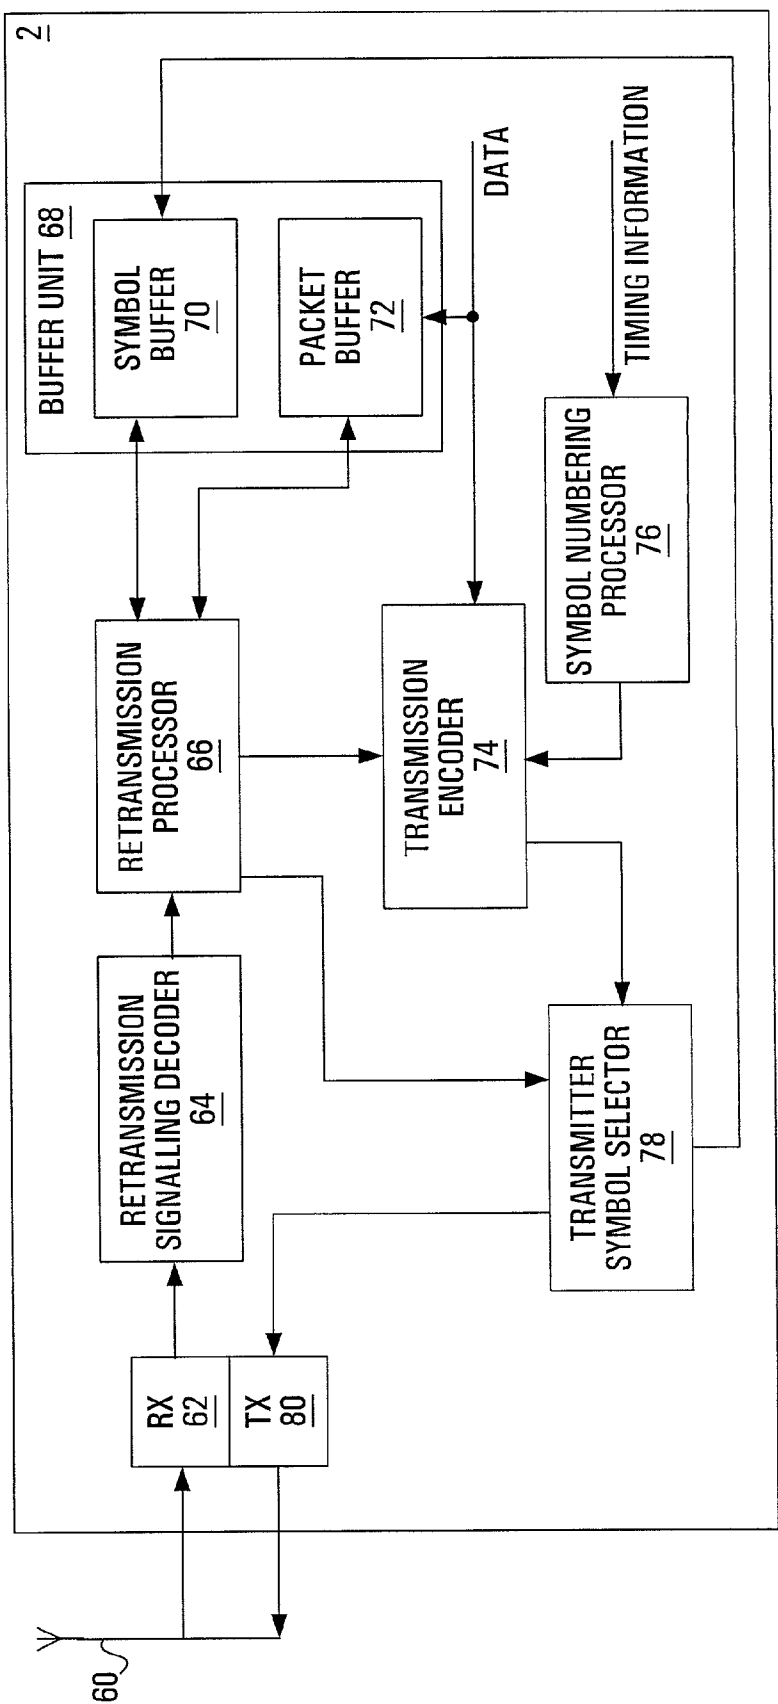 2
BUFFER UNIT 68
SYMBOL
BUFFER
70
PACKET
BUFFER
72
DATA
TIMING INFORMATION
RETRANSMISSION
PROCESSOR
66
TRANSMISSION
ENCODER
74
SYMBOL NUMBERING
PROCESSOR
76
RETRANSMISSION
SIGNALLING DECODER
64
TRANSMITTER
SYMBOL SELECTOR
78
RX
62
TX
80
60